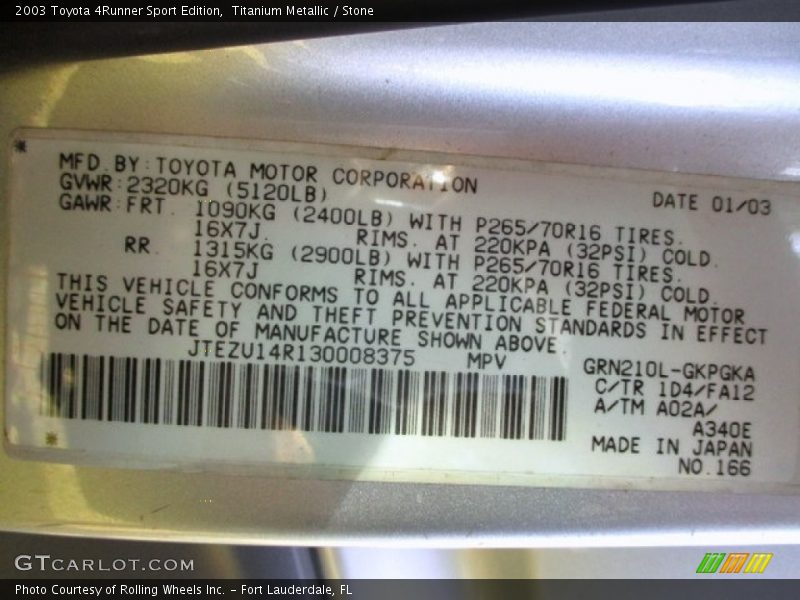 2003 Toyota 4Runner Sport Edition,  Titanium Metallic / Stone
MFD.BY:TOYOTA MOTOR CORPORATION
DATE 01/03
GVWR:2320KG (5120LB)
GAWR:FRT. 1090KG (2400LB) WITH P265/70R16 TIRES.
16X7J. RIMS. AT 220KPA (32PSI) COLD.
RR. 1315KG (2900LB) WITH P265/70R16 TIRES.
16X7J RIMS. AT 220KPA (32PSI) COLD.
THIS VEHICLE CONFORMS TO ALL APPLICABLE FEDERAL MOTOR
VEHICLE SAFETY AND THEFT PREVENTION STANDARDS IN EFFECT
ON THE DATE OF MANUFACTURE SHOWN ABOVE.
JTEZU14R130008375 MPV
GRN210L-GKPGKA
C/TR 1D4/FA12
A/TM A02A/
A340E
MADE IN JAPAN
NO.166
GTCARLOT.COM
Photo Courtesy of Rolling Wheels Inc. – Fort Lauderdale, FL